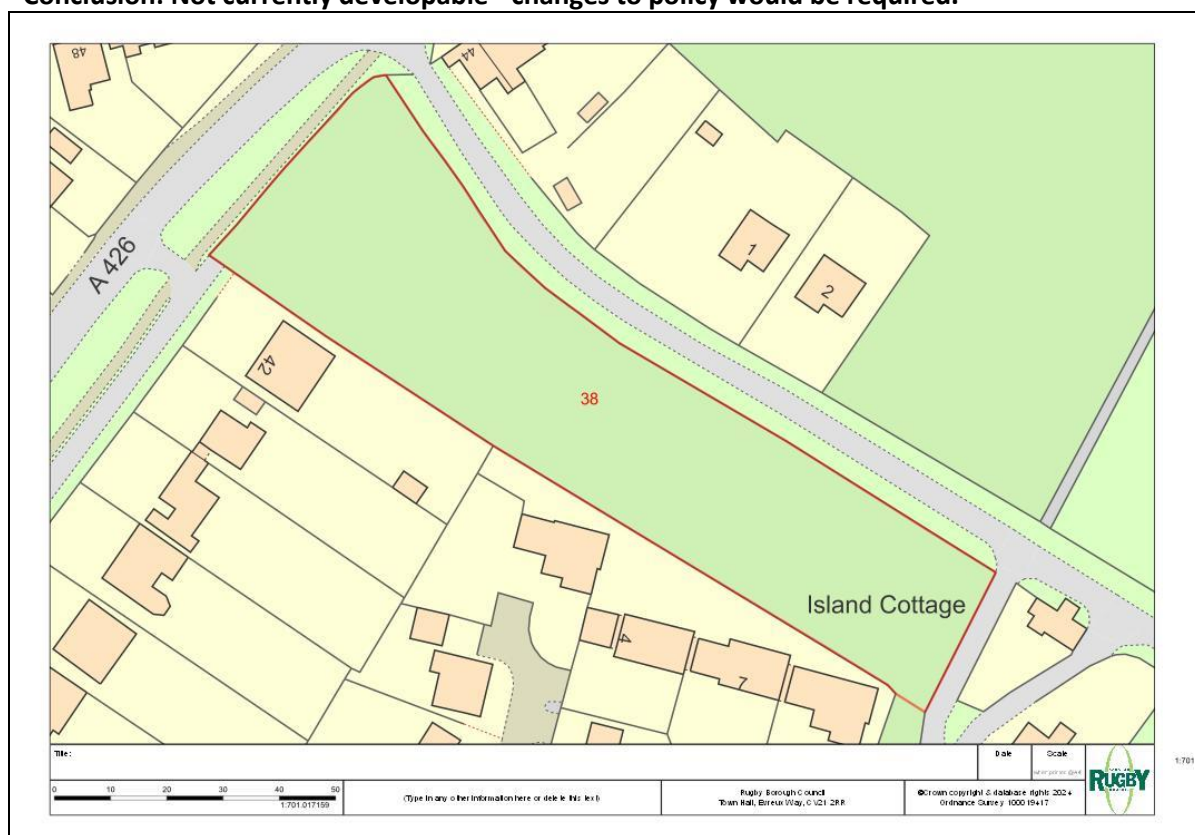 Conclusion: Not currently developable - changes to policy would be required.
48
44
A 426
1
2
42
38
Island Cottage
4
7
Title:
Date
Scale
0 10 20 30 40 50
1:701.017159
(Type in any other information here or delete this text)
Rugby Borough Council
Town Hall, Evreux Way, CV21 2RR
©Crown copyright & database rights 2024
Ordnance Survey 100019417
RUGBY
1:701